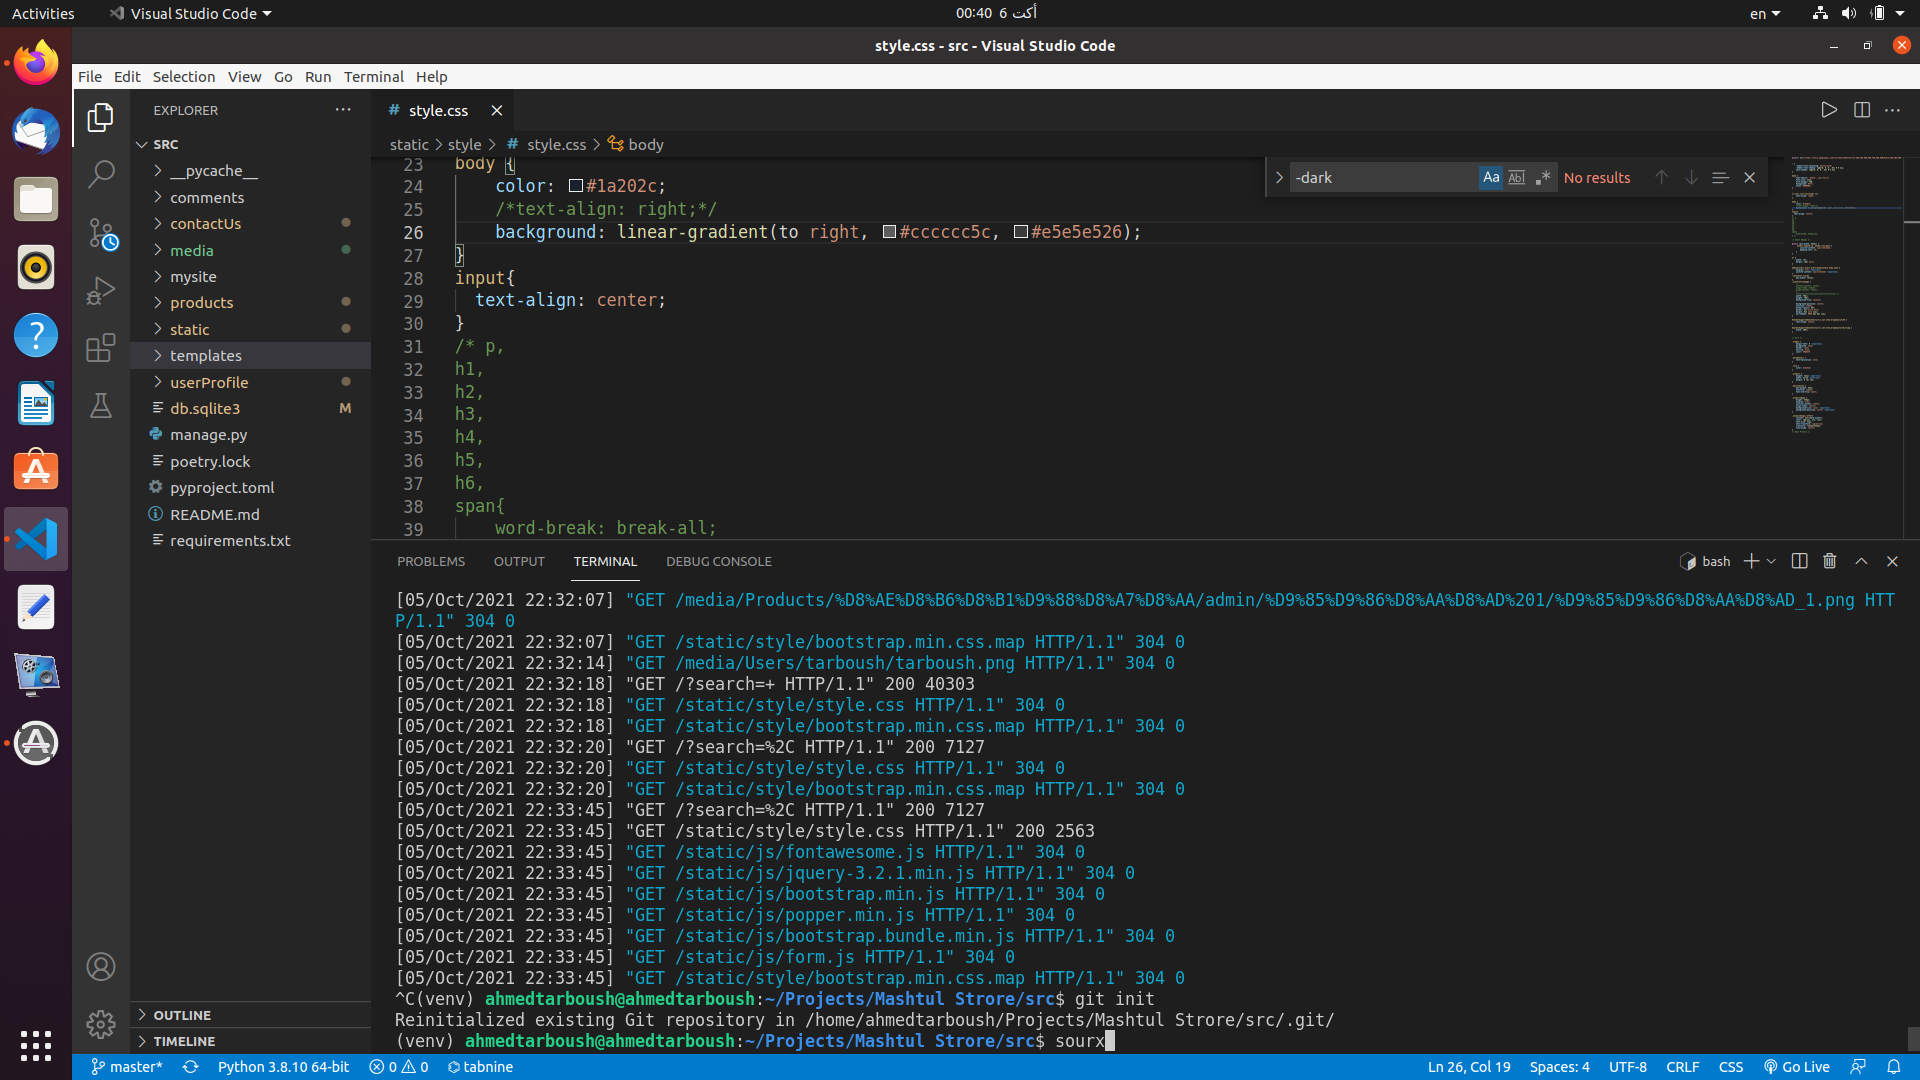 Activities
Visual Studio Code
6 أكت 00:40
en
style.css - src - Visual Studio Code
File Edit Selection View Go Run Terminal Help
EXPLORER
SRC
__pycache__
comments
contactUs
media
mysite
products
static
templates
userProfile
db.sqlite3 M
manage.py
poetry.lock
pyproject.toml
README.md
requirements.txt
OUTLINE
TIMELINE
# style.css
static > style > # style.css > body
-dark Aa Abl .* No results
23 body {
24 color: #1a202c;
25 /*text-align: right;*/
26 background: linear-gradient(to right, #cccccc5c, #e5e5e526);
27 }
28 input{
29 text-align: center;
30 }
31 /* p,
32 h1,
33 h2,
34 h3,
35 h4,
36 h5,
37 h6,
38 span{
39 word-break: break-all;
PROBLEMS OUTPUT TERMINAL DEBUG CONSOLE
bash
[05/Oct/2021 22:32:07] "GET /media/Products/%D8%AE%D8%B6%D8%B1%D9%88%D8%A7%D8%AA/admin/%D9%85%D9%86%D8%AA%D8%AD%201/%D9%85%D9%86%D8%AA%D8%AD_1.png HTT
P/1.1" 304 0
[05/Oct/2021 22:32:07] "GET /static/style/bootstrap.min.css.map HTTP/1.1" 304 0
[05/Oct/2021 22:32:14] "GET /media/Users/tarboush/tarboush.png HTTP/1.1" 304 0
[05/Oct/2021 22:32:18] "GET /?search=+ HTTP/1.1" 200 40303
[05/Oct/2021 22:32:18] "GET /static/style/style.css HTTP/1.1" 304 0
[05/Oct/2021 22:32:18] "GET /static/style/bootstrap.min.css.map HTTP/1.1" 304 0
[05/Oct/2021 22:32:20] "GET /?search=%2C HTTP/1.1" 200 7127
[05/Oct/2021 22:32:20] "GET /static/style/style.css HTTP/1.1" 304 0
[05/Oct/2021 22:32:20] "GET /static/style/bootstrap.min.css.map HTTP/1.1" 304 0
[05/Oct/2021 22:33:45] "GET /?search=%2C HTTP/1.1" 200 7127
[05/Oct/2021 22:33:45] "GET /static/style/style.css HTTP/1.1" 200 2563
[05/Oct/2021 22:33:45] "GET /static/js/fontawesome.js HTTP/1.1" 304 0
[05/Oct/2021 22:33:45] "GET /static/js/jquery-3.2.1.min.js HTTP/1.1" 304 0
[05/Oct/2021 22:33:45] "GET /static/js/bootstrap.min.js HTTP/1.1" 304 0
[05/Oct/2021 22:33:45] "GET /static/js/popper.min.js HTTP/1.1" 304 0
[05/Oct/2021 22:33:45] "GET /static/js/bootstrap.bundle.min.js HTTP/1.1" 304 0
[05/Oct/2021 22:33:45] "GET /static/js/form.js HTTP/1.1" 304 0
[05/Oct/2021 22:33:45] "GET /static/style/bootstrap.min.css.map HTTP/1.1" 304 0
^C(venv) ahmedtarboush@ahmedtarboush:~/Projects/Mashtul Strore/src$ git init
Reinitialized existing Git repository in /home/ahmedtarboush/Projects/Mashtul Strore/src/.git/
(venv) ahmedtarboush@ahmedtarboush:~/Projects/Mashtul Strore/src$ sourx
master* Python 3.8.10 64-bit 0 0 tabnine
Ln 26, Col 19 Spaces: 4 UTF-8 CRLF CSS Go Live